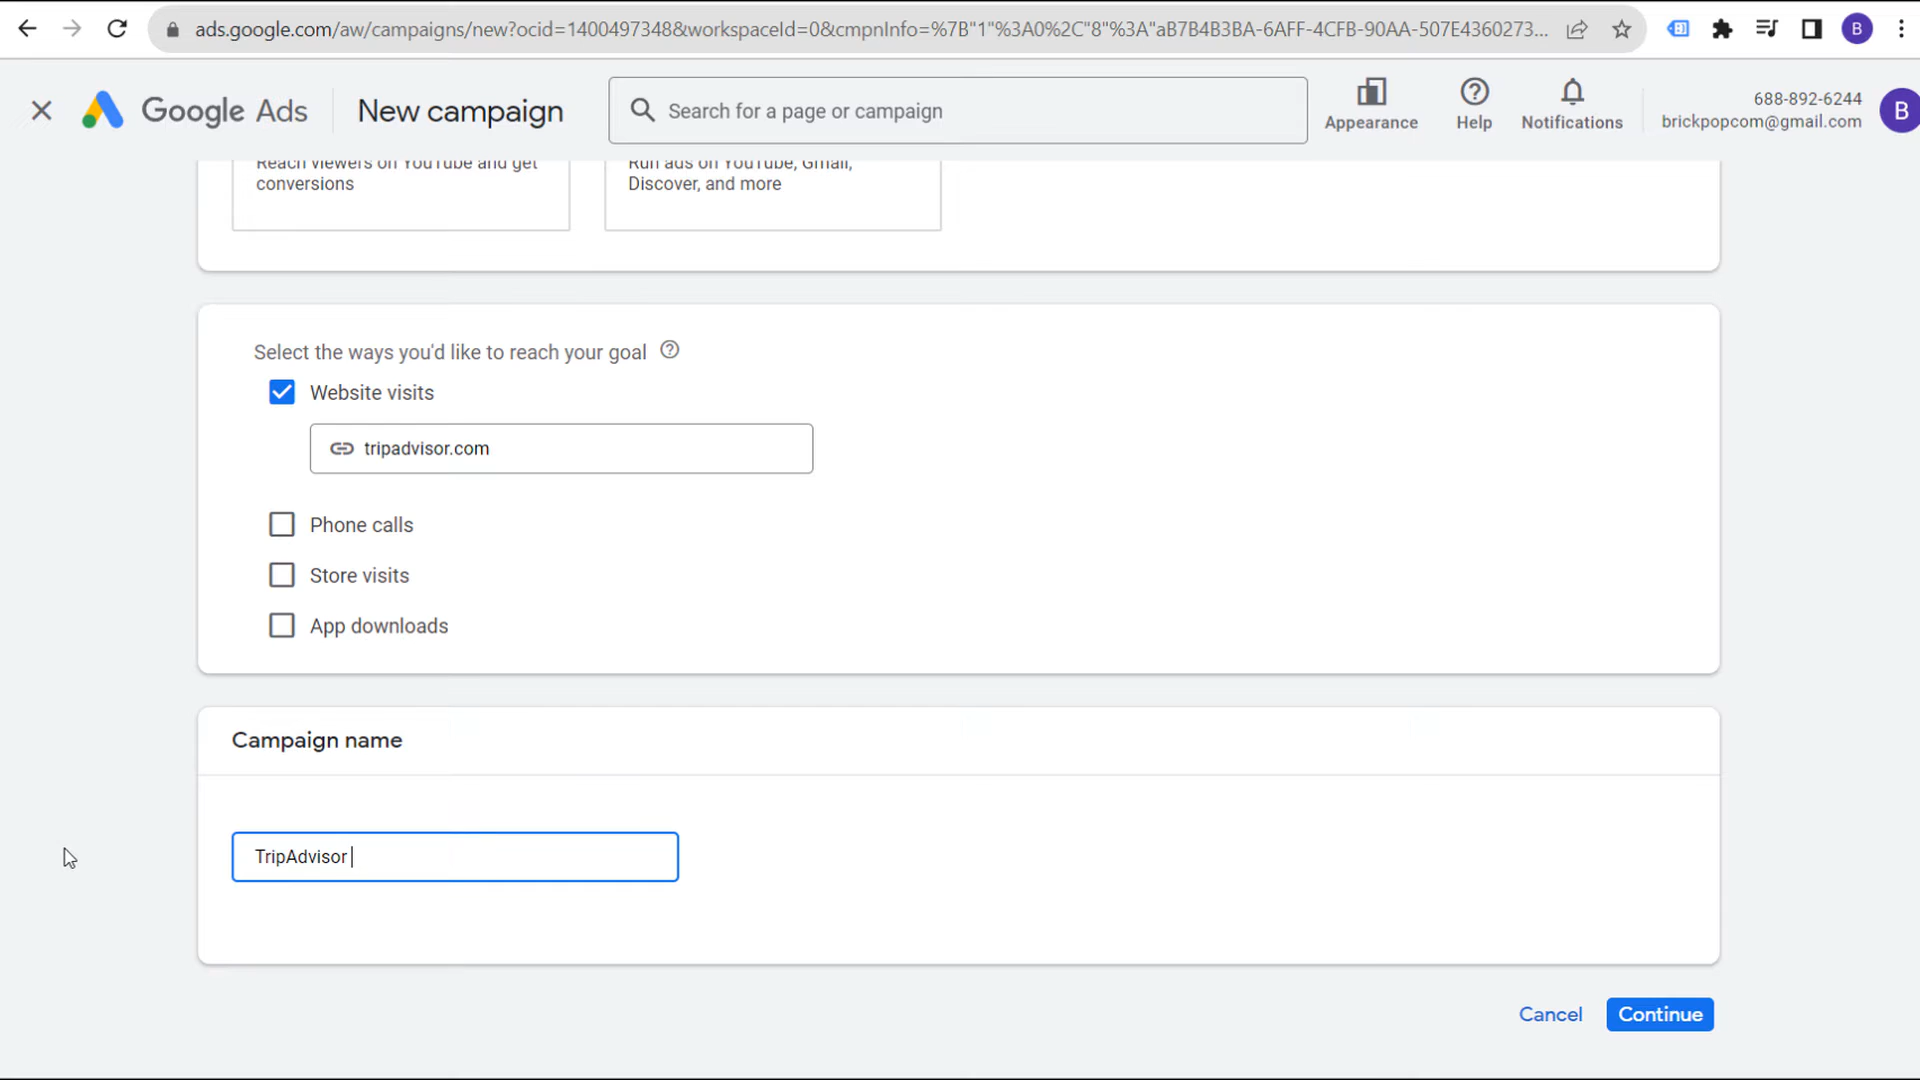 ads.google.com/aw/campaigns/new?ocid=1400497348&workspaceId=0&cmpnInfo=%7B"1"%3A0%2C"8"%3A"aB7B4B3BA-6AFF-4CFB-90AA-507E4360273...
B
Google Ads
New campaign
Search for a page or campaign
Appearance
Help
Notifications
688-892-6244
brickpopcom@gmail.com
B
Reach viewers on YouTube and get
conversions
Run ads on YouTube, Gmail,
Discover, and more
Select the ways you'd like to reach your goal
Website visits
tripadvisor.com
Phone calls
Store visits
App downloads
Campaign name
TripAdvisor
Cancel
Continue